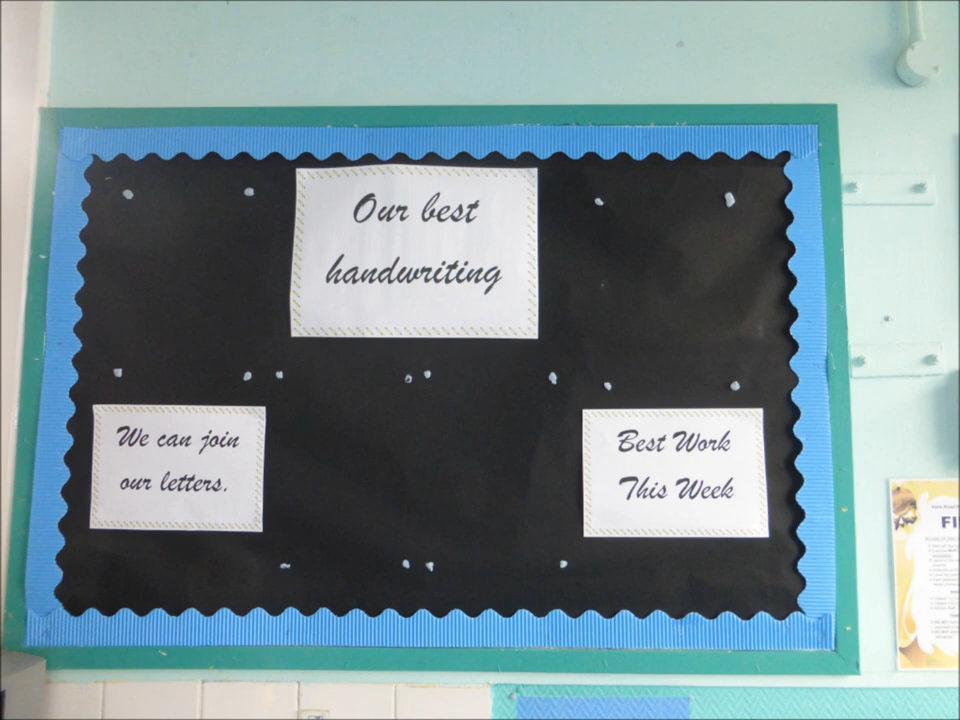 Our best
handwriting
We can join
our letters.
Best Work
This Week